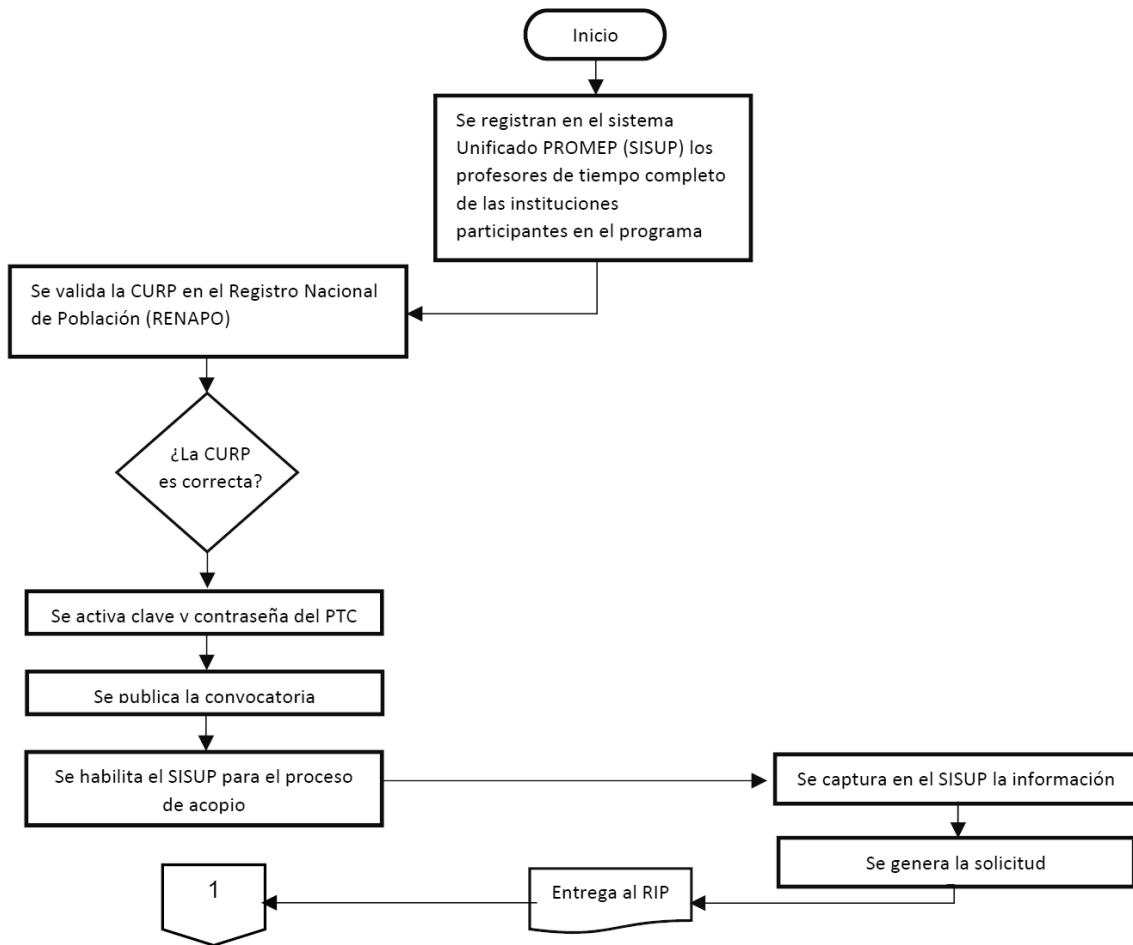 Inicio
Se registran en el sistema
Unificado PROMEP (SISUP) los
profesores de tiempo completo
de las instituciones
participantes en el programa
Se valida la CURP en el Registro Nacional
de Población (RENAPO)
¿La CURP
es correcta?
Se activa clave y contraseña del PTC
Se publica la convocatoria
Se habilita el SISUP para el proceso
de acopio
Se captura en el SISUP la información
Se genera la solicitud
Entrega al RIP
1